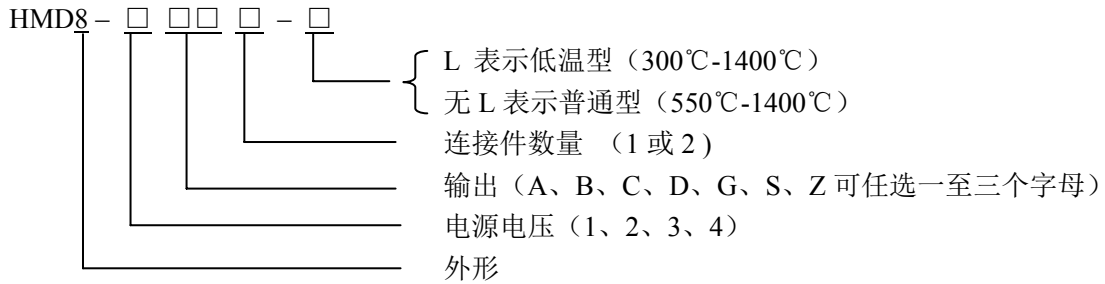 HMD8 – □ □□ □ – □
L 表示低温型（300℃-1400℃）
无 L 表示普通型（550℃-1400℃）
连接件数量 （1 或 2 )
输出（A、B、C、D、G、S、Z 可任选一至三个字母）
电源电压（1、2、3、4）
外形